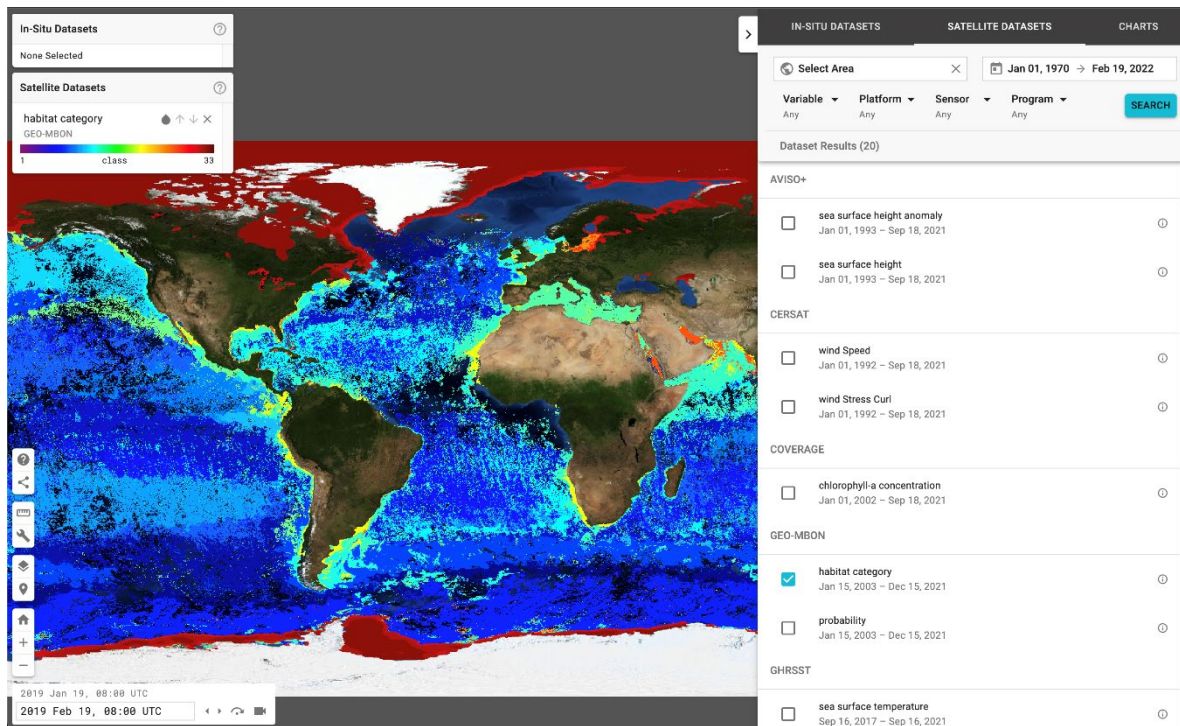 In-Situ Datasets
None Selected
Satellite Datasets
habitat category
GEO-MBON
1 class 33
2019 Jan 19, 08:00 UTC
2019 Feb 19, 08:00 UTC
IN-SITU DATASETS SATELLITE DATASETS CHARTS
Select Area Jan 01, 1970 → Feb 19, 2022
Variable Platform Sensor Program
Any Any Any Any
SEARCH
Dataset Results (20)
AVISO+
sea surface height anomaly
Jan 01, 1993 – Sep 18, 2021
sea surface height
Jan 01, 1993 – Sep 18, 2021
CERSAT
wind Speed
Jan 01, 1992 – Sep 18, 2021
wind Stress Curl
Jan 01, 1992 – Sep 18, 2021
COVERAGE
chlorophyll-a concentration
Jan 01, 2002 – Sep 18, 2021
GEO-MBON
habitat category
Jan 15, 2003 – Dec 15, 2021
probability
Jan 15, 2003 – Dec 15, 2021
GHRSST
sea surface temperature
Sep 16, 2017 – Sep 16, 2021